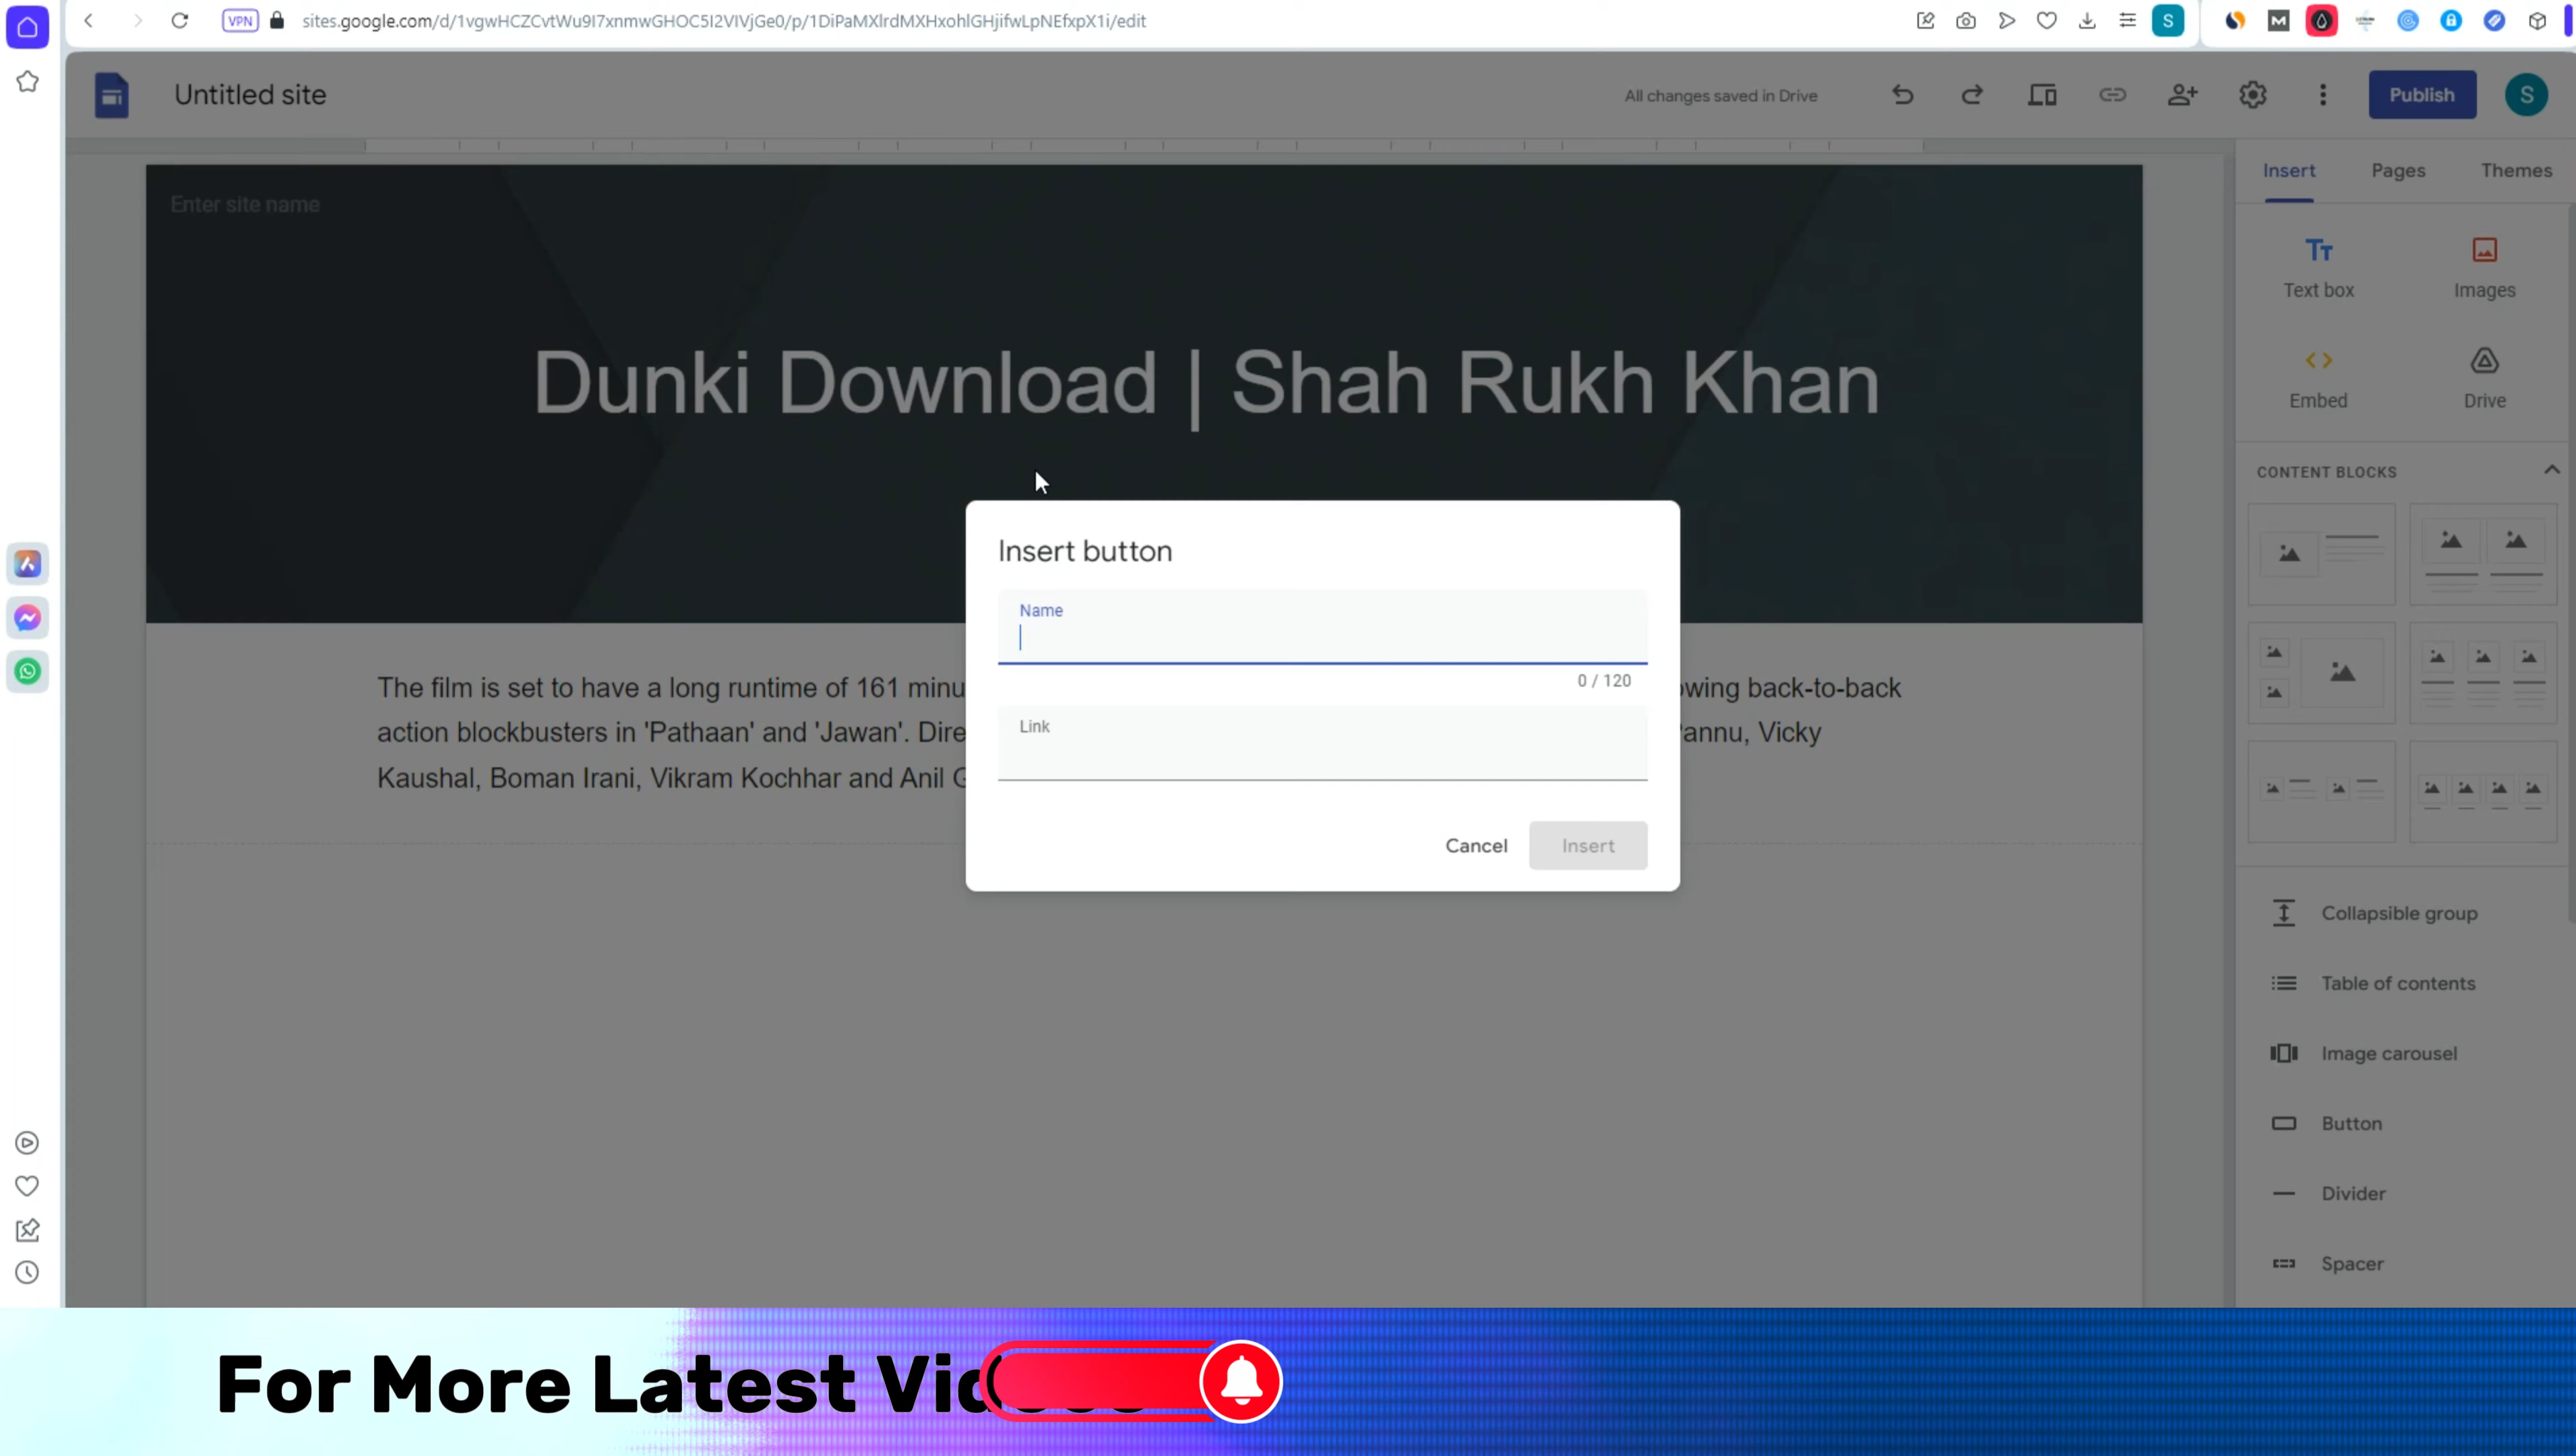 VPN
sites.google.com/d/1vgwHCZCvtWu9I7xnmwGHOC5I2VIVjGe0/p/1DiPaMXlrdMXHxohlGHjifwLpNEfxpX1i/edit
S
M
Untitled site
All changes saved in Drive
Publish
S
Insert
Pages
Themes
Enter site name
Text box
Images
Embed
Drive
Dunki Download | Shah Rukh Khan
CONTENT BLOCKS
Insert button
Name
0 / 120
Link
Cancel
Insert
The film is set to have a long runtime of 161 minu
owing back-to-back
action blockbusters in 'Pathaan' and 'Jawan'. Dire
annu, Vicky
Kaushal, Boman Irani, Vikram Kochhar and Anil G
Collapsible group
Table of contents
Image carousel
Button
Divider
Spacer
For More Latest